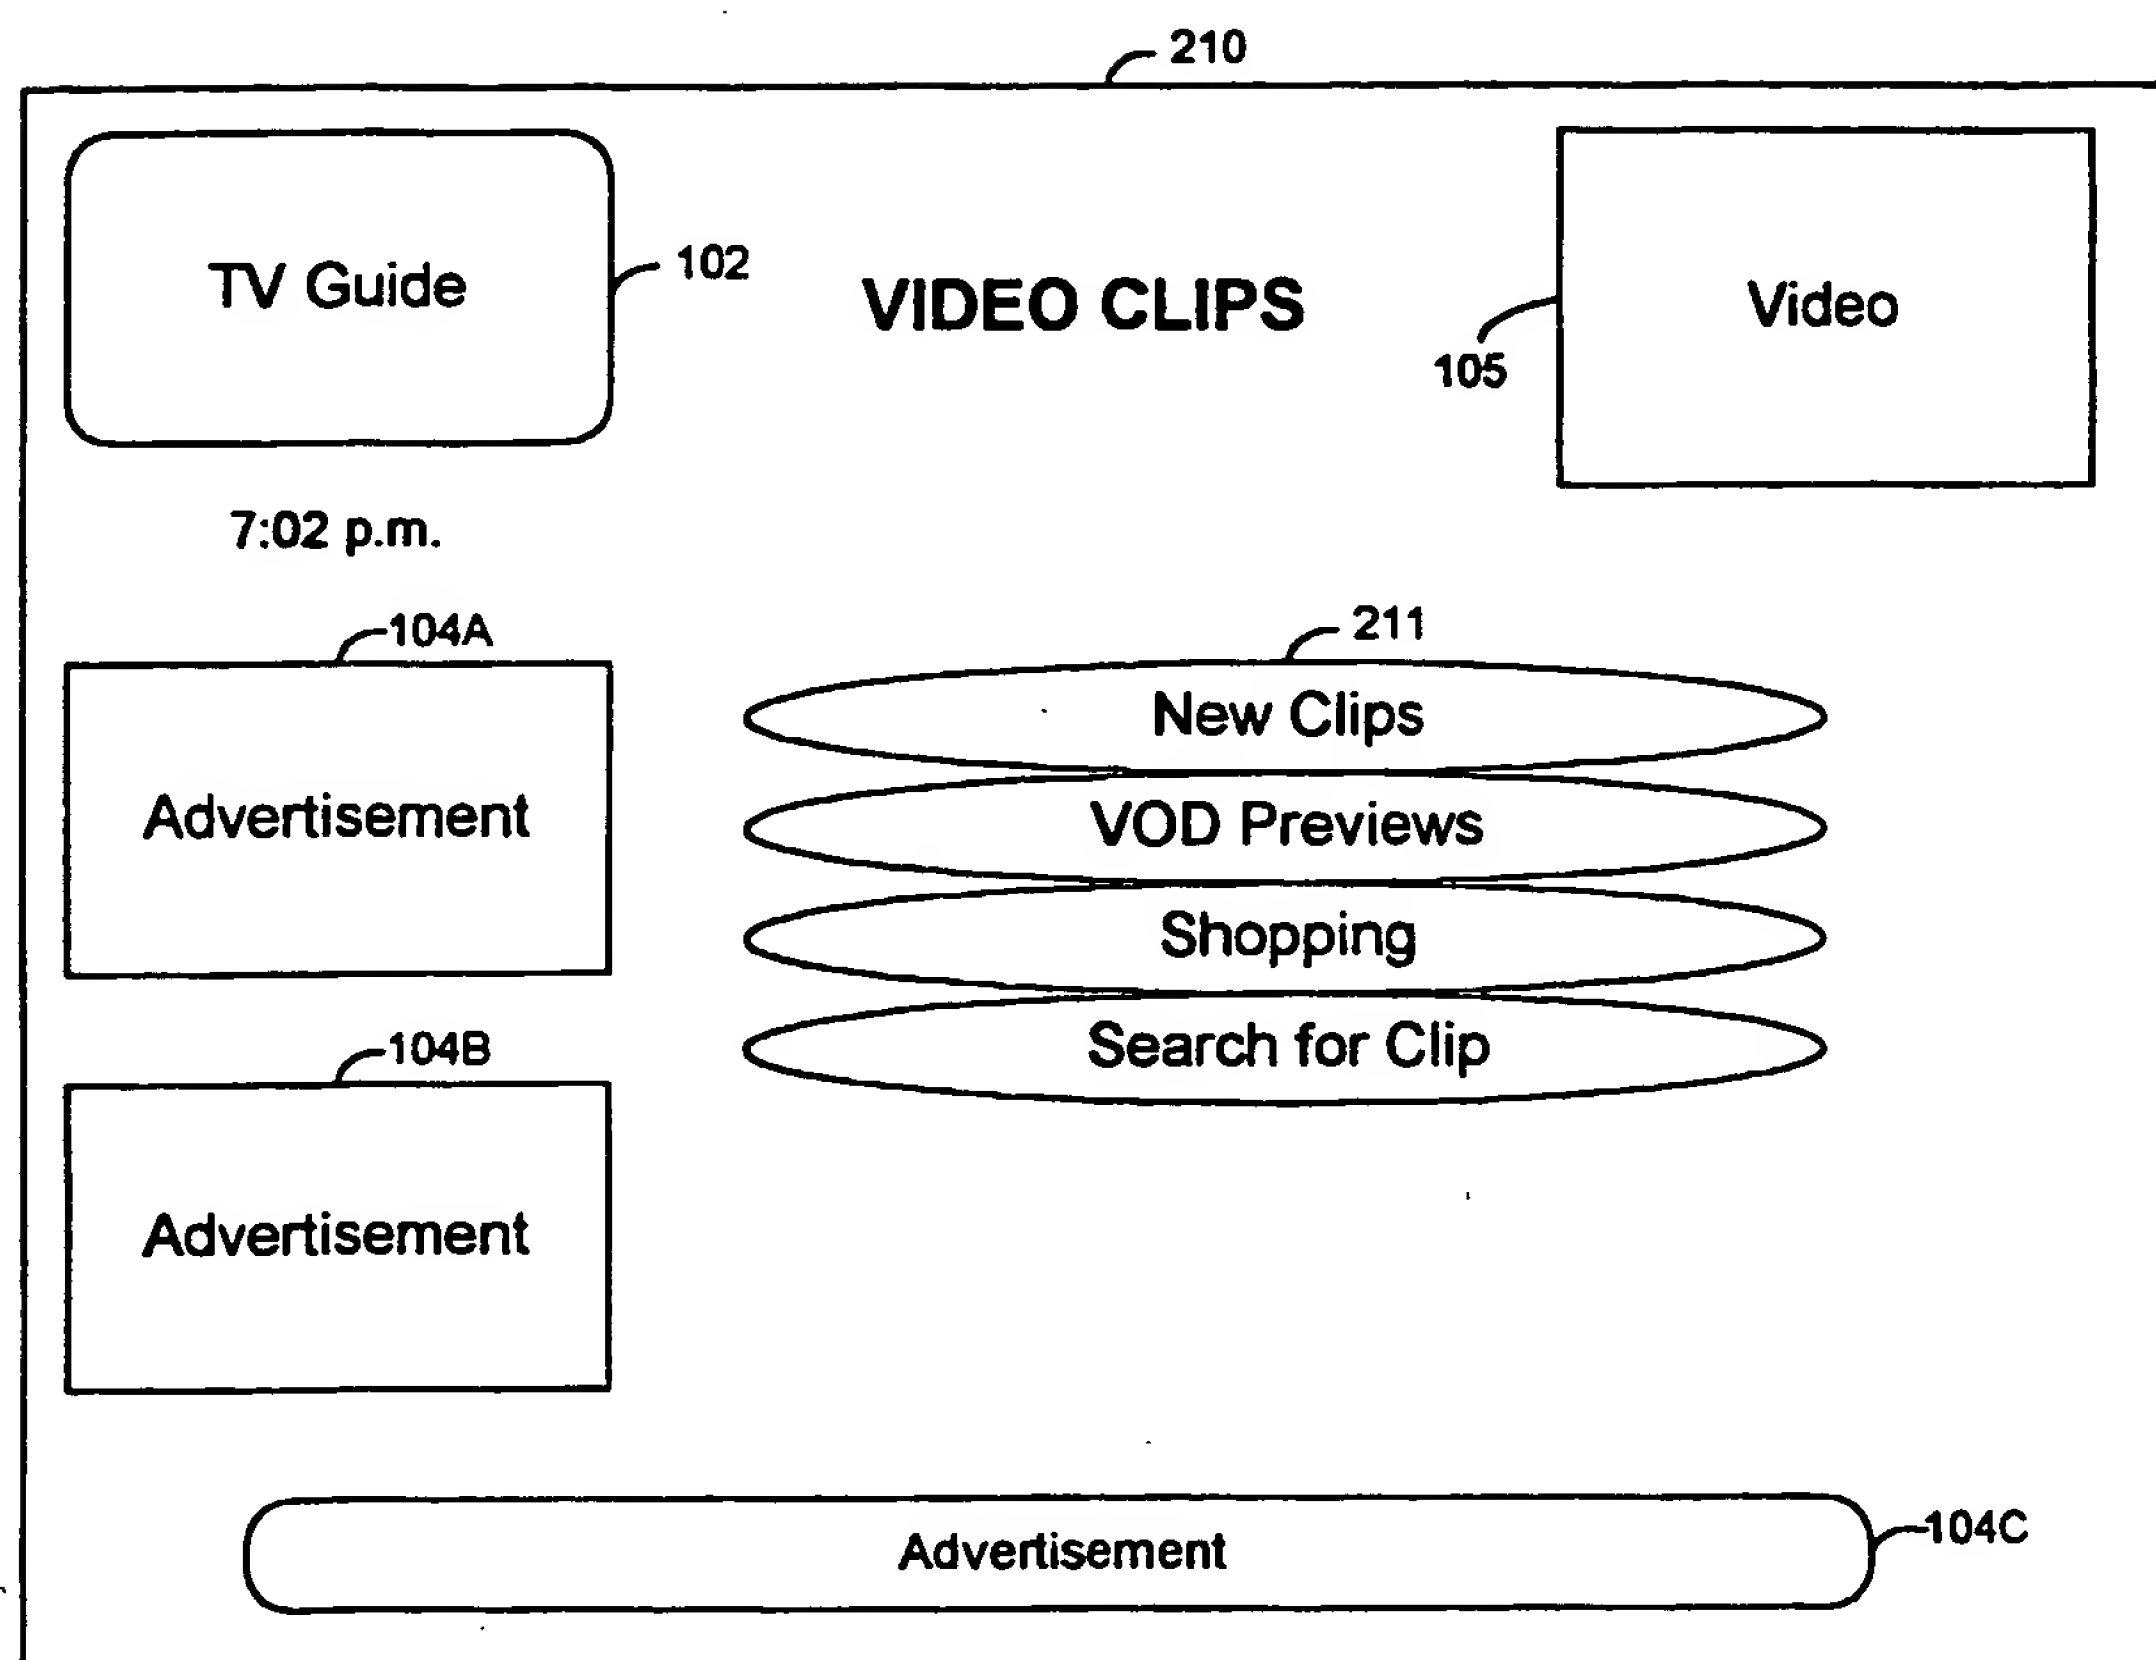 210
TV Guide
102
VIDEO CLIPS
Video
105
7:02 p.m.
104A
Advertisement
211
New Clips
VOD Previews
Shopping
Search for Clip
104B
Advertisement
Advertisement
104C